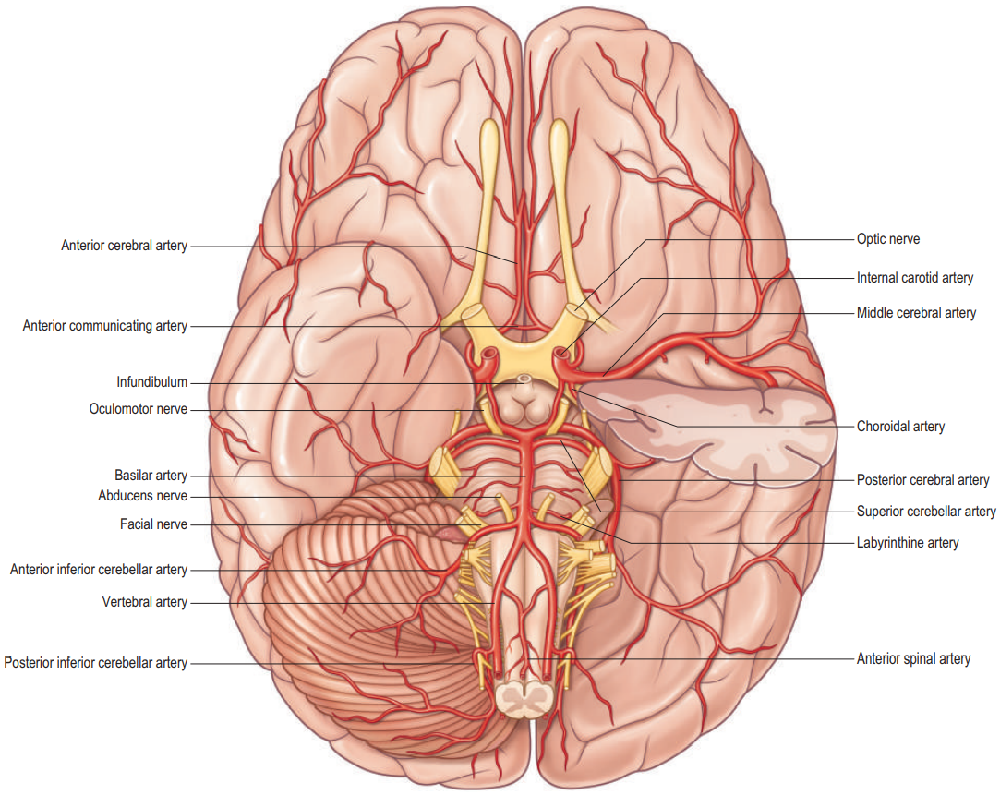 Anterior cerebral artery
Anterior communicating artery
Infundibulum
Oculomotor nerve
Basilar artery
Abducens nerve
Facial nerve
Anterior inferior cerebellar artery
Vertebral artery
Posterior inferior cerebellar artery
Optic nerve
Internal carotid artery
Middle cerebral artery
Choroidal artery
Posterior cerebral artery
Superior cerebellar artery
Labyrinthine artery
Anterior spinal artery